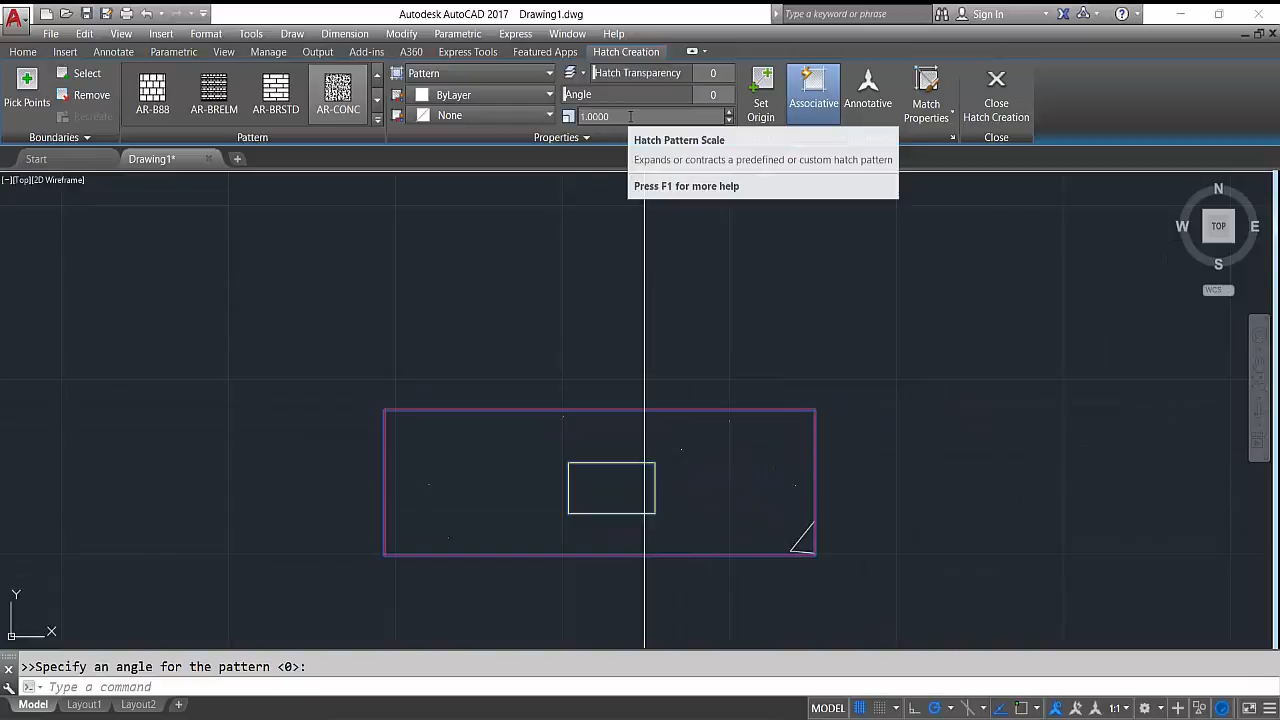 Autodesk AutoCAD 2017 Drawing1.dwg
Type a keyword or phrase
Sign In
File Edit View Insert Format Tools Draw Dimension Modify Parametric Express Window Help
Home Insert Annotate Parametric View Manage Output Add-ins A360 Express Tools Featured Apps Hatch Creation
Pick Points
Select
Remove
Recreate
Boundaries
AR-B88
AR-BRELM
AR-BRSTD
AR-CONC
Pattern
Pattern
ByLayer
None
Hatch Transparency 0
Angle 0
1.0000
Properties
Set
Origin
Associative
Annotative
Match
Properties
Close
Hatch Creation
Close
Hatch Pattern Scale
Expands or contracts a predefined or custom hatch pattern
Press F1 for more help
Start Drawing1*
[−][Top][2D Wireframe]
N
W TOP E
S
WCS
Y
X
>>Specify an angle for the pattern <0>:
Type a command
Model Layout1 Layout2
MODEL 1:1